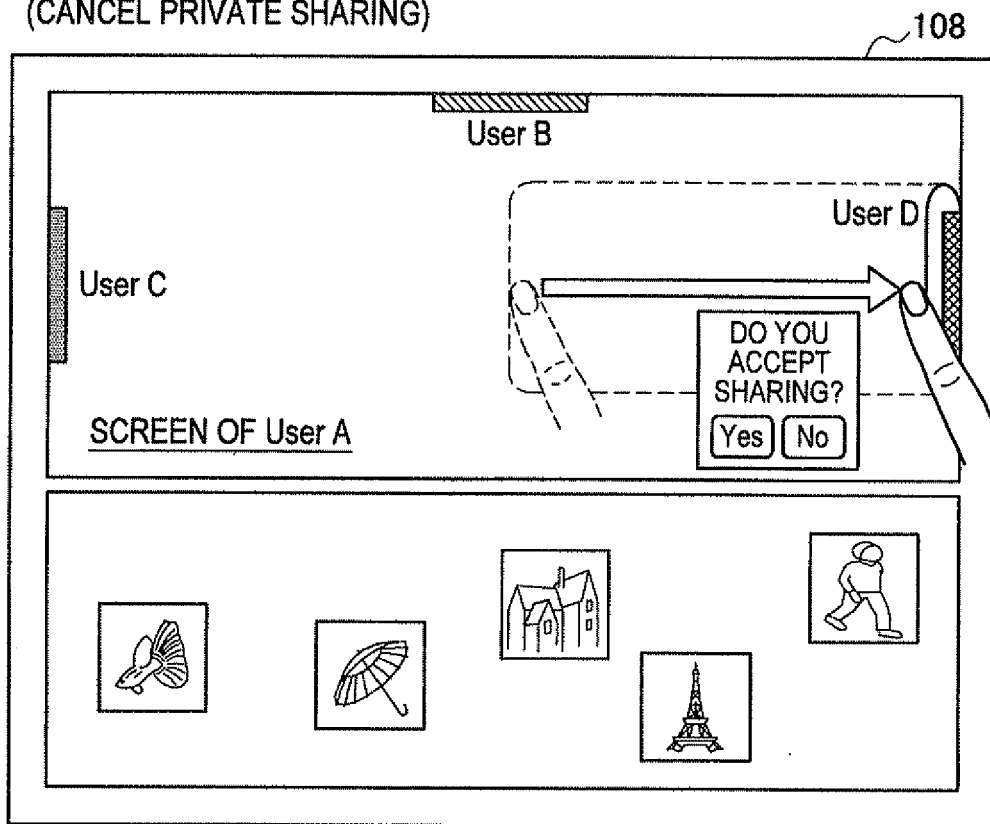 (CANCEL PRIVATE SHARING)
108
User B
User D
User C
DO YOU
ACCEPT
SHARING?
Yes No
SCREEN OF User A